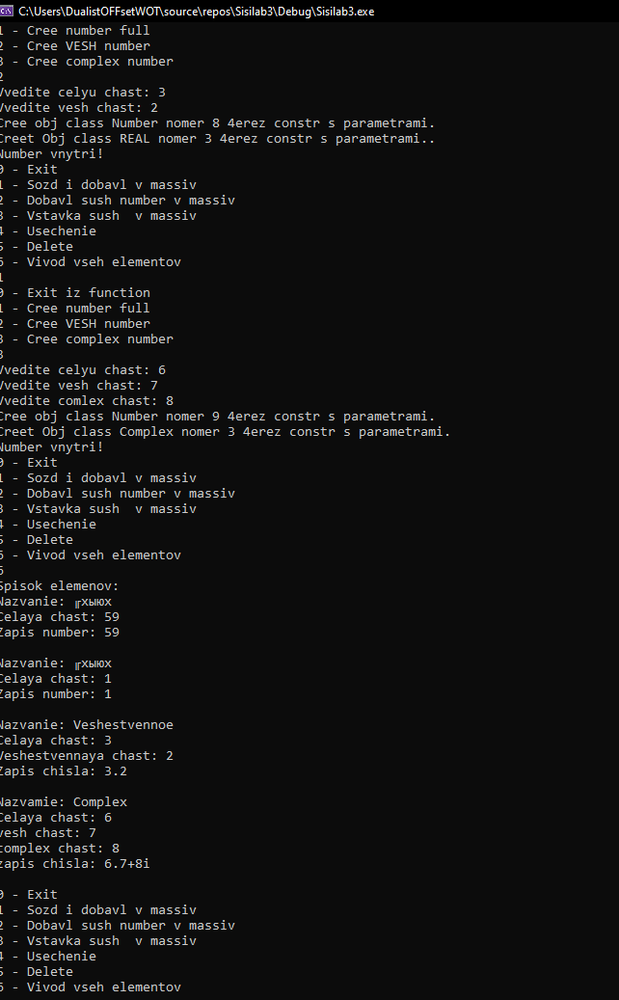 C:\Users\DualistOFFsetWOT\source\repos\Sisilab3\Debug\Sisilab3.exe
1 - Cree number full
2 - Cree VESH number
3 - Cree complex number
2
Vvedite celyu chast: 3
Vvedite vesh chast: 2
Cree obj class Number nomer 8 4erez constr s parametrami.
Creet Obj class REAL nomer 3 4erez constr s parametrami..
Number vnytri!
0 - Exit
1 - Sozd i dobavl v massiv
2 - Dobavl sush number v massiv
3 - Vstavka sush  v massiv
4 - Usechenie
5 - Delete
6 - Vivod vseh elementov
1
0 - Exit iz function
1 - Cree number full
2 - Cree VESH number
3 - Cree complex number
3
Vvedite celyu chast: 6
Vvedite vesh chast: 7
Vvedite comlex chast: 8
Cree obj class Number nomer 9 4erez constr s parametrami.
Creet Obj class Complex nomer 3 4erez constr s parametrami.
Number vnytri!
0 - Exit
1 - Sozd i dobavl v massiv
2 - Dobavl sush number v massiv
3 - Vstavka sush  v massiv
4 - Usechenie
5 - Delete
6 - Vivod vseh elementov
6
Spisok elemenov:
Nazvanie: ╓хыюх
Celaya chast: 59
Zapis number: 59
Nazvanie: ╓хыюх
Celaya chast: 1
Zapis number: 1
Nazvanie: Veshestvennoe
Celaya chast: 3
Veshestvennaya chast: 2
Zapis chisla: 3.2
Nazvamie: Complex
Celaya chast: 6
vesh chast: 7
complex chast: 8
zapis chisla: 6.7+8i
0 - Exit
1 - Sozd i dobavl v massiv
2 - Dobavl sush number v massiv
3 - Vstavka sush  v massiv
4 - Usechenie
5 - Delete
6 - Vivod vseh elementov